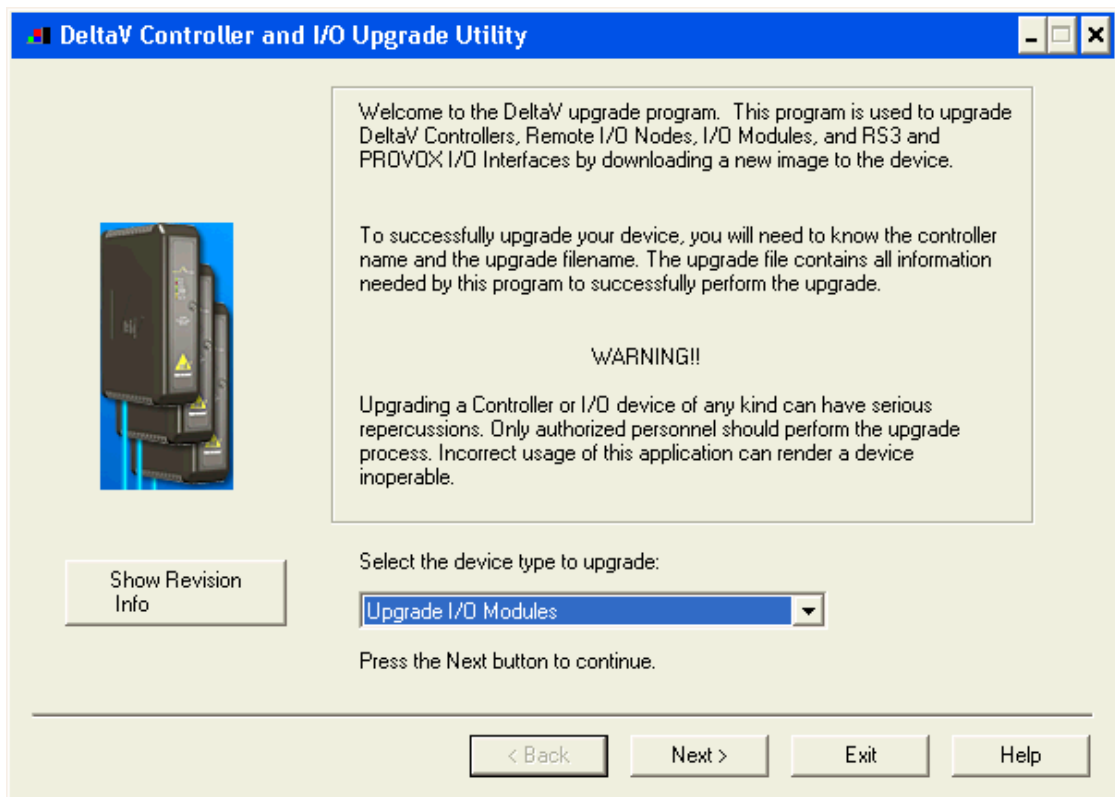 DeltaV Controller and I/O Upgrade Utility
Welcome to the DeltaV upgrade program. This program is used to upgrade
DeltaV Controllers, Remote I/O Nodes, I/O Modules, and RS3 and
PROVOX I/O Interfaces by downloading a new image to the device.
To successfully upgrade your device, you will need to know the controller
name and the upgrade filename. The upgrade file contains all information
needed by this program to successfully perform the upgrade.
WARNING!!
Upgrading a Controller or I/O device of any kind can have serious
repercussions. Only authorized personnel should perform the upgrade
process. Incorrect usage of this application can render a device
inoperable.
Show Revision
Info
Select the device type to upgrade:
Upgrade I/O Modules
Press the Next button to continue.
< Back
Next >
Exit
Help